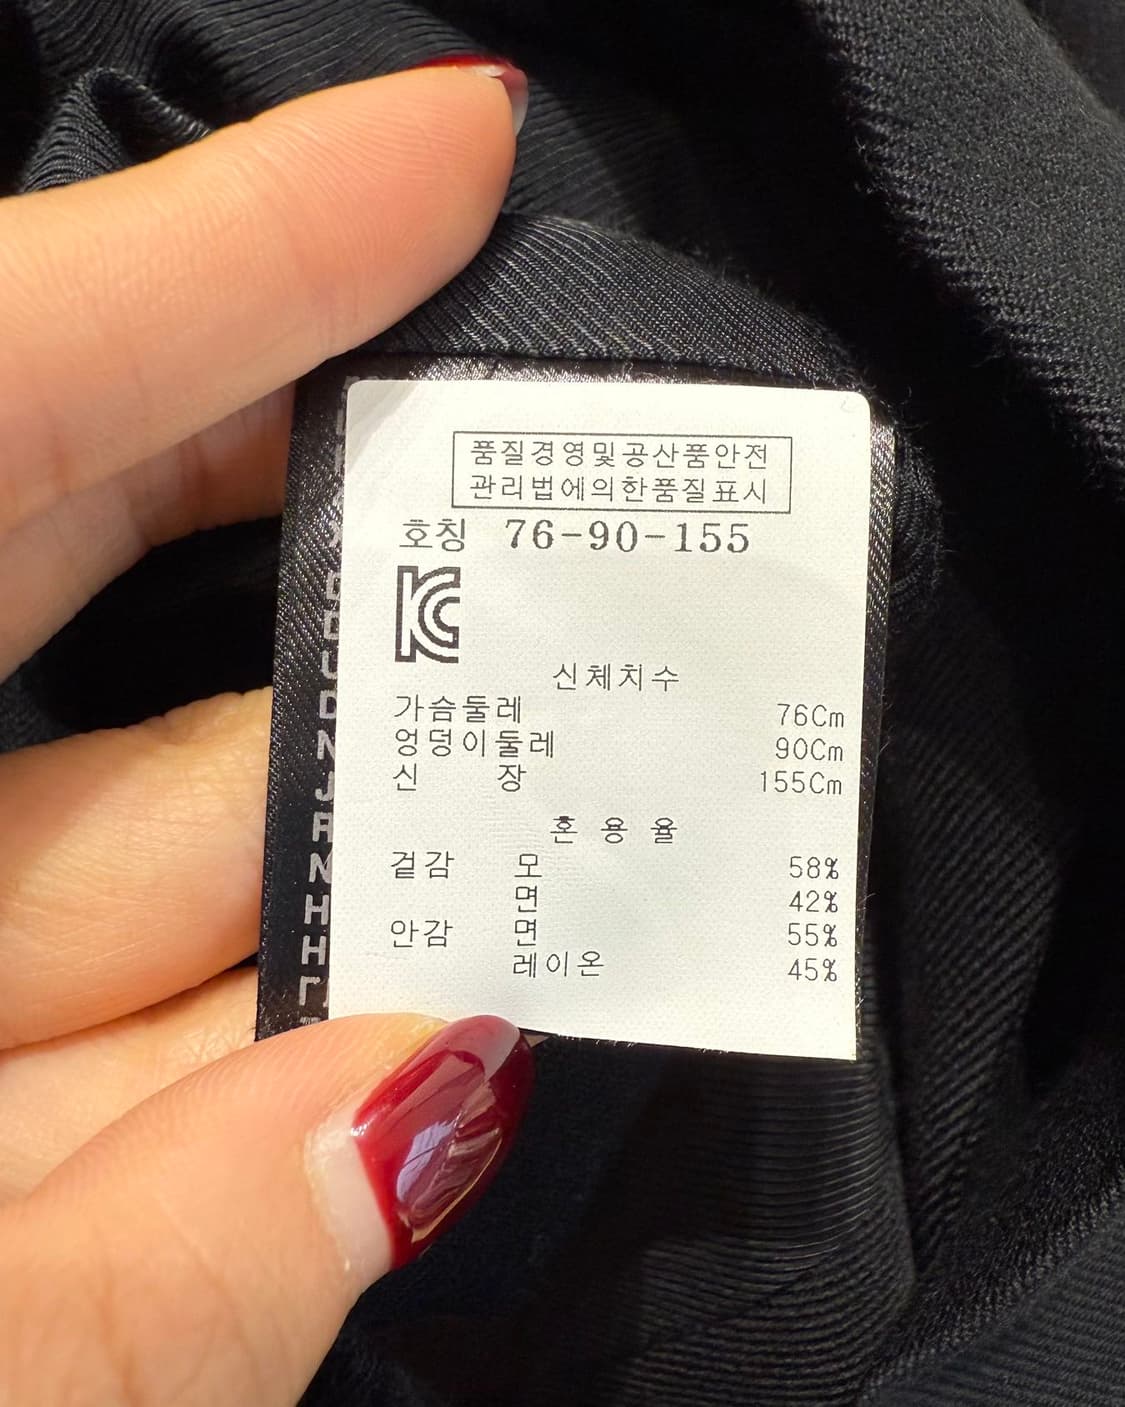 품질경영및공산품안전
관리법에의한품질표시
호칭 76-90-155
KC
신체치수
가슴둘레 76Cm
엉덩이둘레 90Cm
신 장 155Cm
혼 용 율
겉감 모 58%
면 42%
안감 면 55%
레이온 45%